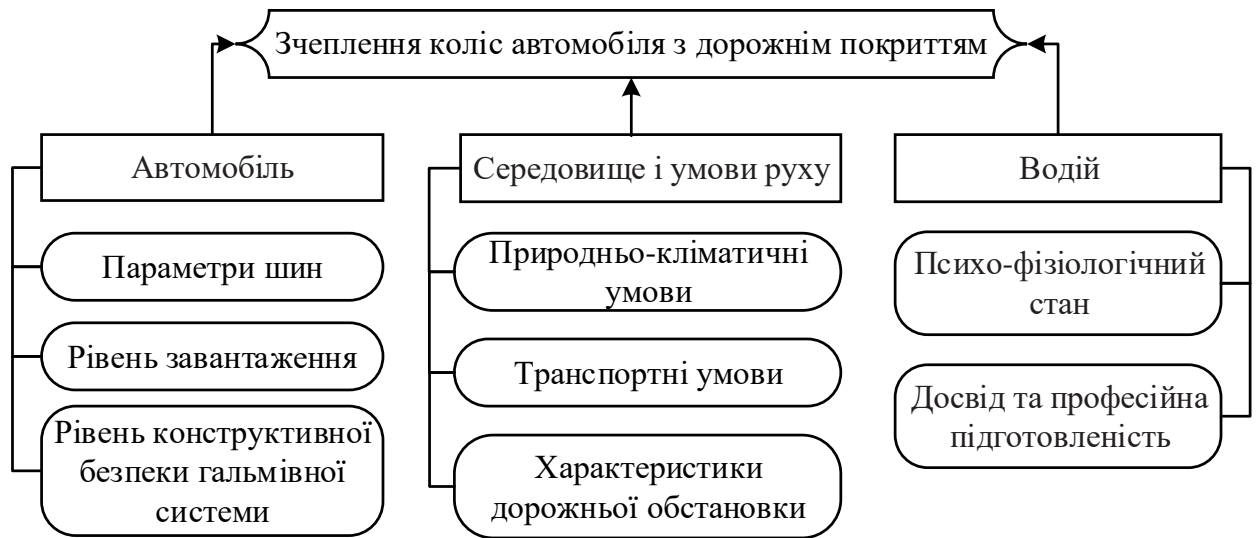 Зчеплення коліс автомобіля з дорожнім покриттям
Автомобіль
Параметри шин
Рівень завантаження
Рівень конструктивної
безпеки гальмівної
системи
Середовище і умови руху
Природньо-кліматичні
умови
Транспортні умови
Характеристики
дорожньої обстановки
Водій
Психо-фізіологічний
стан
Досвід та професійна
підготовленість